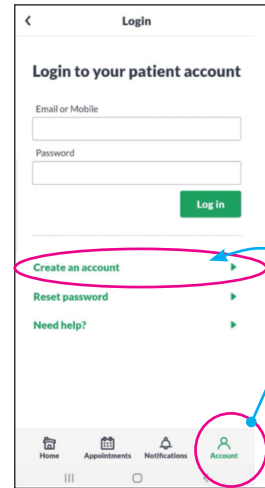 Login
Login to your patient account
Email or Mobile
Password
Log in
Create an account
Reset password
Need help?
Home Appointments Notifications Account